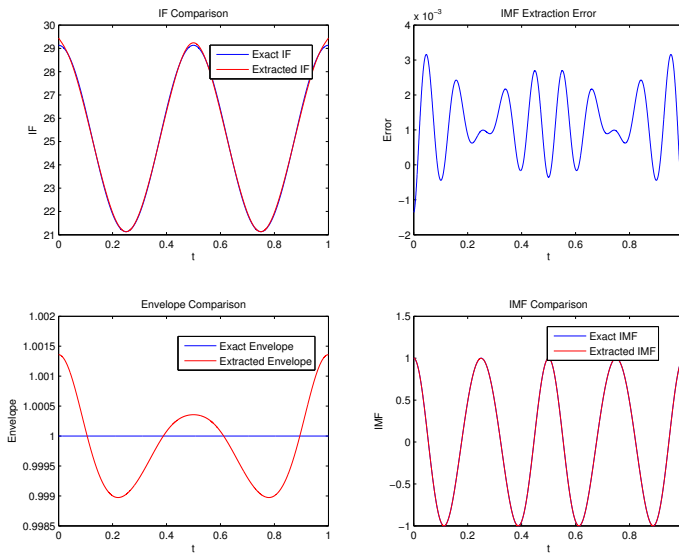 IF Comparison
30
29
28
27
26
25
24
23
22
21
IF
0
0.2
0.4
0.6
0.8
1
t
Exact IF
Extracted IF
IMF Extraction Error
x 10^−3
4
3
2
1
0
−1
−2
Error
0
0.2
0.4
0.6
0.8
t
Envelope Comparison
1.002
1.0015
1.001
1.0005
1
0.9995
0.999
0.9985
Envelope
0
0.2
0.4
0.6
0.8
1
t
Exact Envelope
Extracted Envelope
IMF Comparison
1.5
1
0.5
0
−0.5
−1
IMF
0
0.2
0.4
0.6
0.8
t
Exact IMF
Extracted IMF